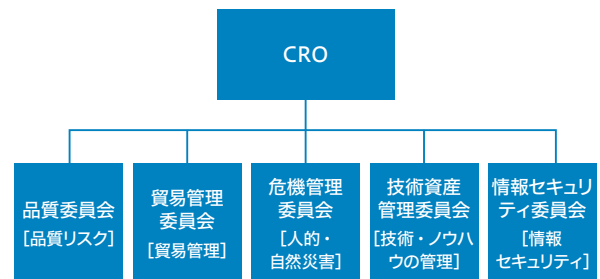 CRO
品質委員会
[品質リスク]
貿易管理
委員会
[貿易管理]
危機管理
委員会
[人的・
自然災害]
技術資産
管理委員会
[技術・ノウハ
ウの管理]
情報セキュリ
ティ委員会
[情報
セキュリティ]